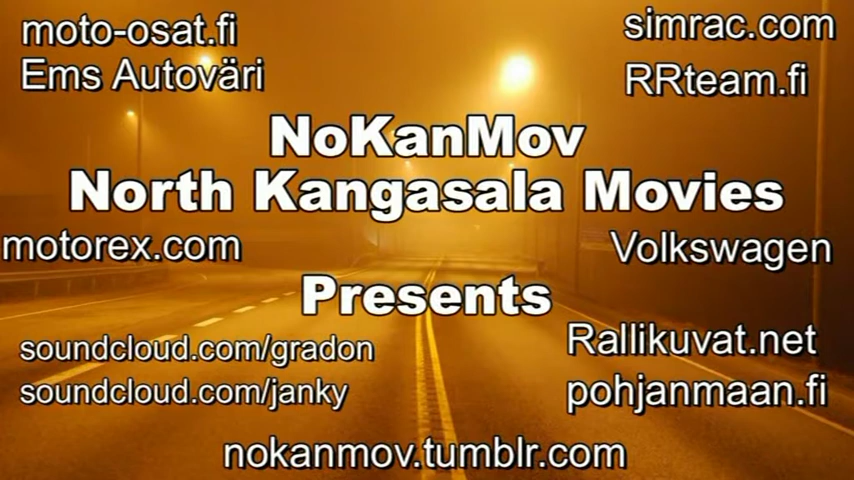 moto-osat.fi
simrac.com
Ems Autoväri
RRteam.fi
NoKanMov
North Kangasala Movies
motorex.com
Volkswagen
Presents
soundcloud.com/gradon
Rallikuvat.net
soundcloud.com/janky
pohjanmaan.fi
nokanmov.tumblr.com